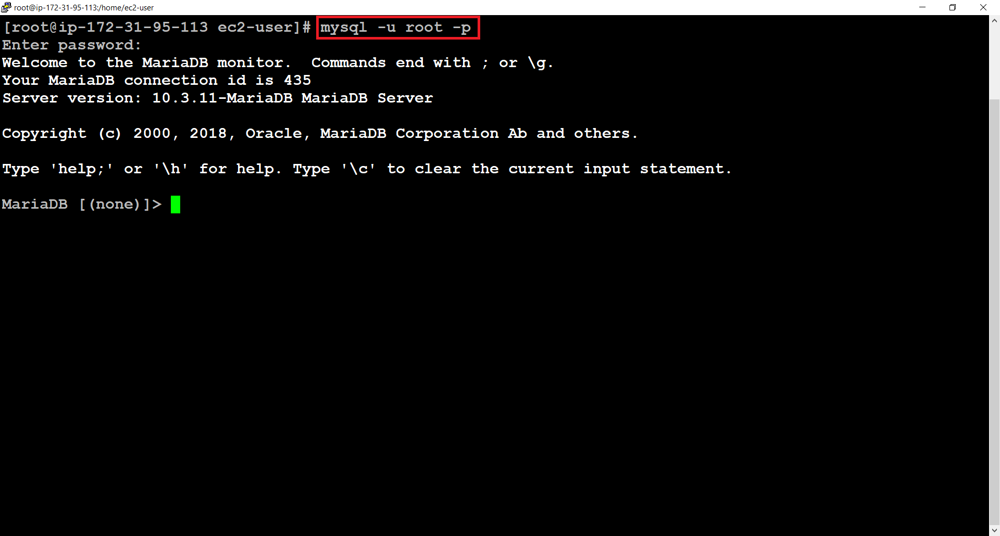 root@ip-172-31-95-113:/home/ec2-user
[root@ip-172-31-95-113 ec2-user]# mysql -u root -p
Enter password:
Welcome to the MariaDB monitor.  Commands end with ; or \g.
Your MariaDB connection id is 435
Server version: 10.3.11-MariaDB MariaDB Server
Copyright (c) 2000, 2018, Oracle, MariaDB Corporation Ab and others.
Type 'help;' or '\h' for help. Type '\c' to clear the current input statement.
MariaDB [(none)]>